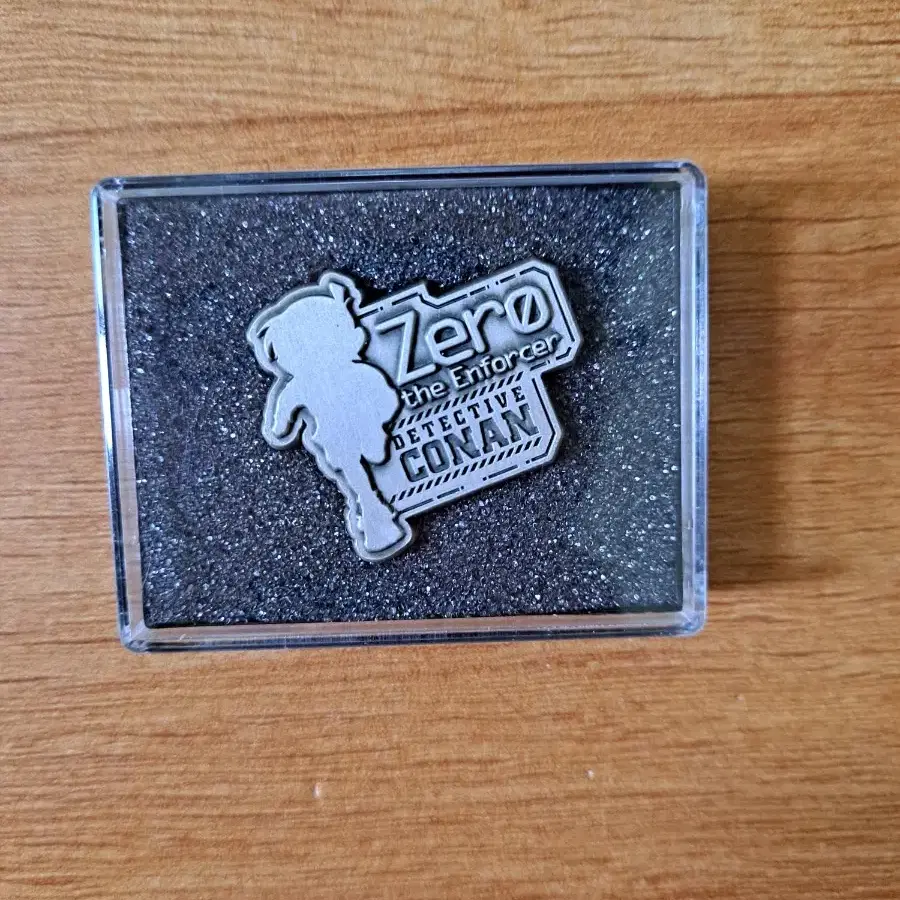 Zerø
the Enforcer
DETECTIVE
CONAN